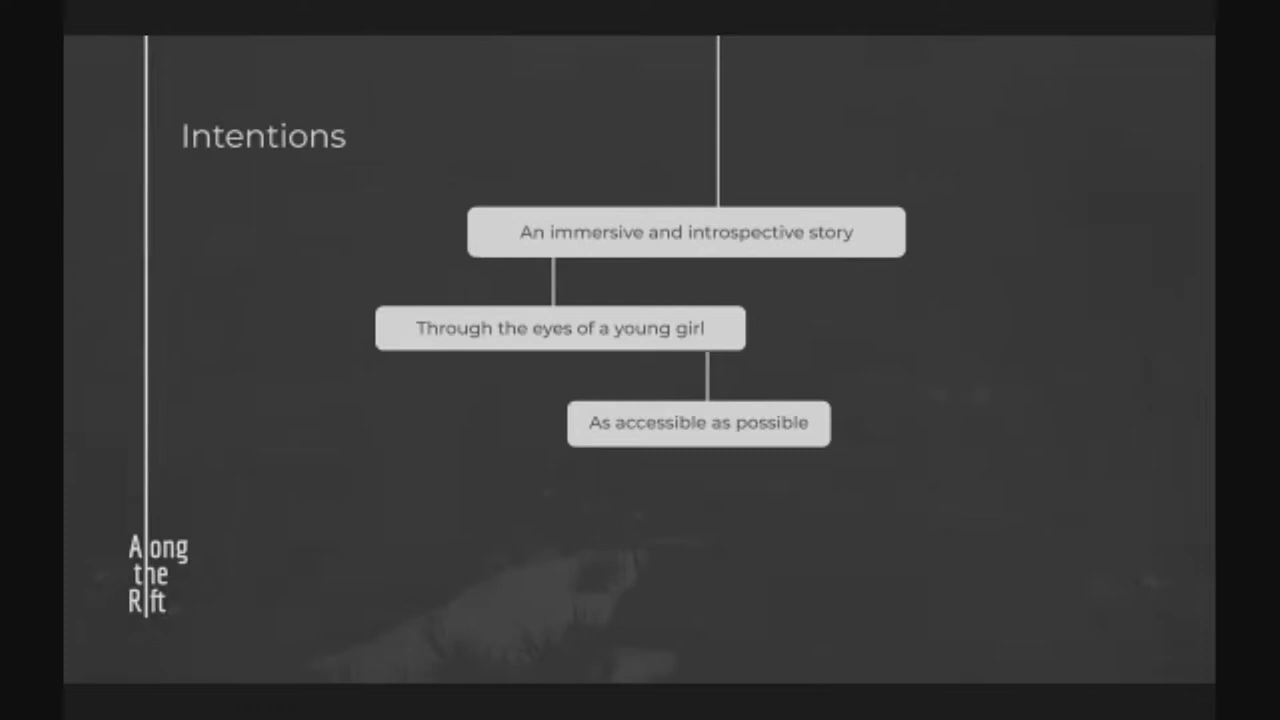 Intentions
An immersive and introspective story
Through the eyes of a young girl
As accessible as possible
Along
the
Rift